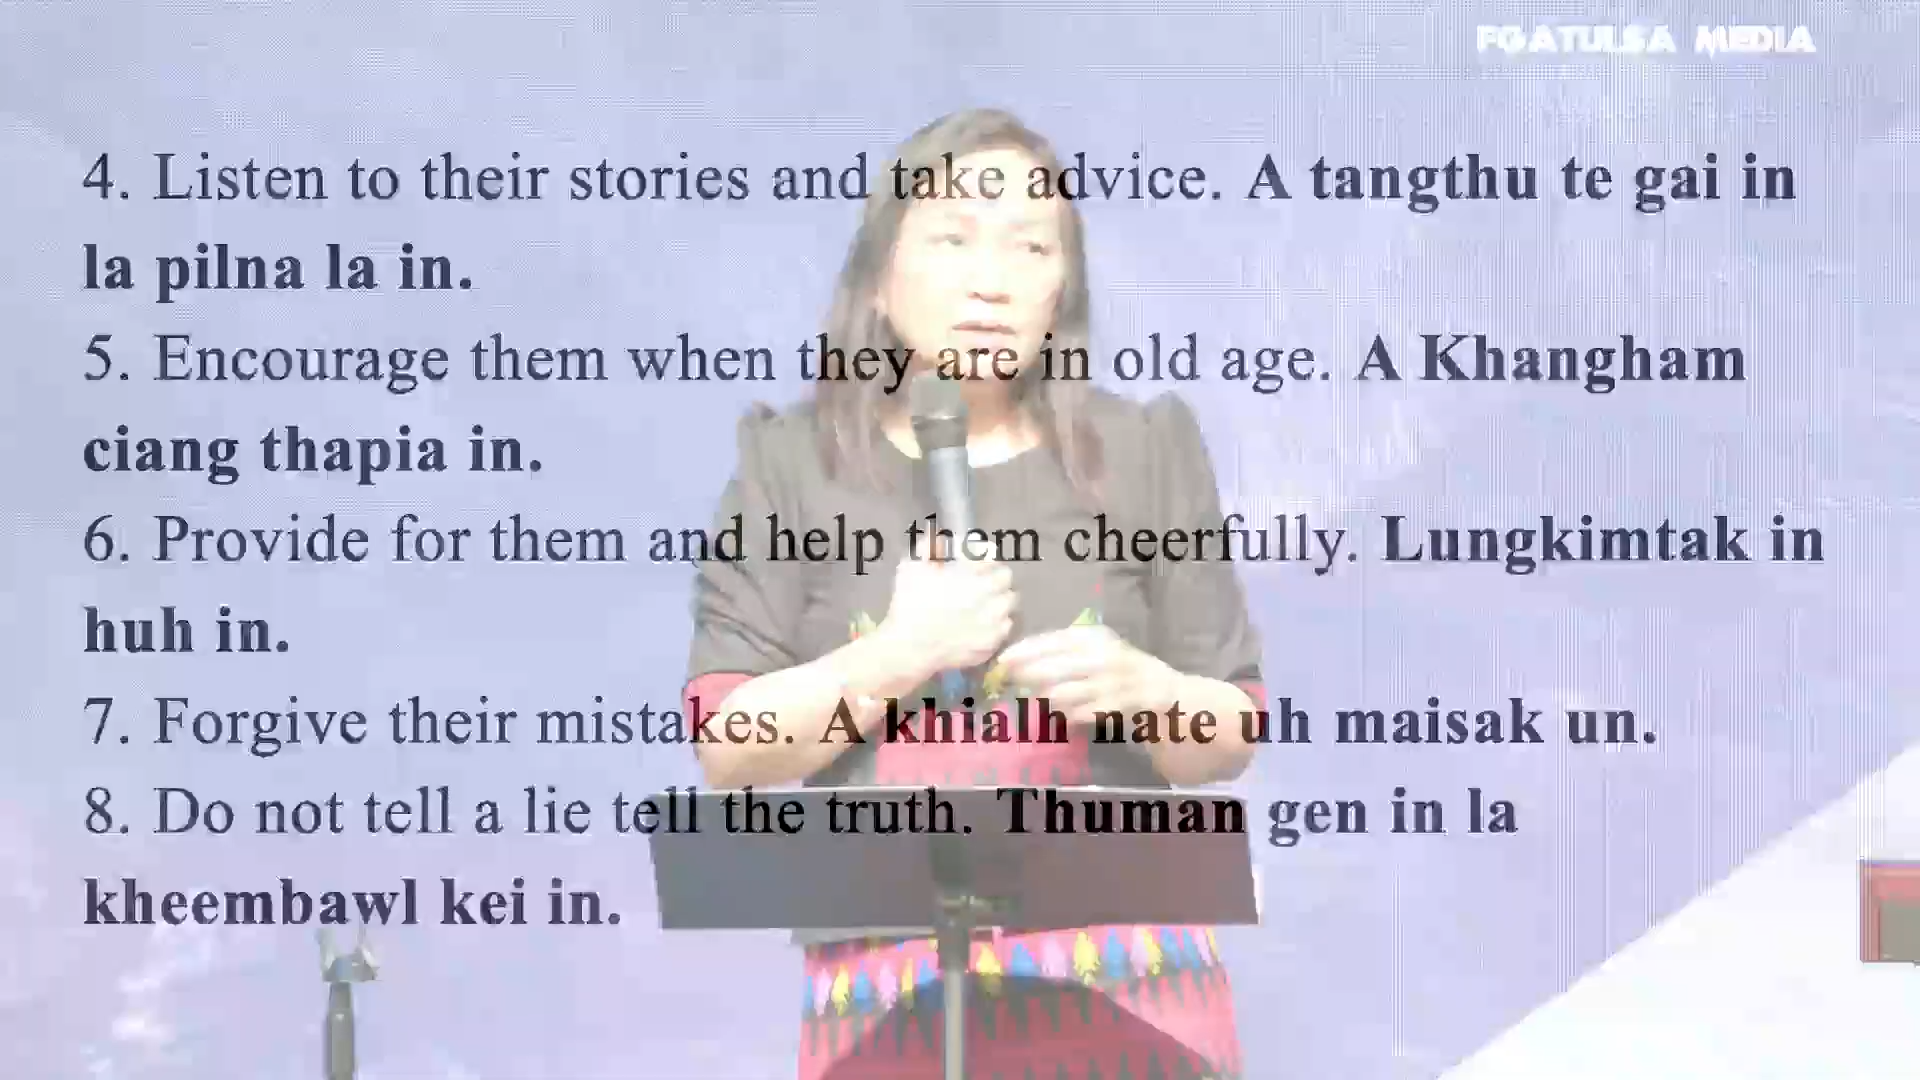 FGATULSA MEDIA
4. Listen to their stories and take advice. A tangthu te gai in
la pilna la in.
5. Encourage them when they are in old age. A Khangham
ciang thapia in.
6. Provide for them and help them cheerfully. Lungkimtak in
huh in.
7. Forgive their mistakes. A khialh nate uh maisak un.
8. Do not tell a lie tell the truth. Thuman gen in la
kheembawl kei in.